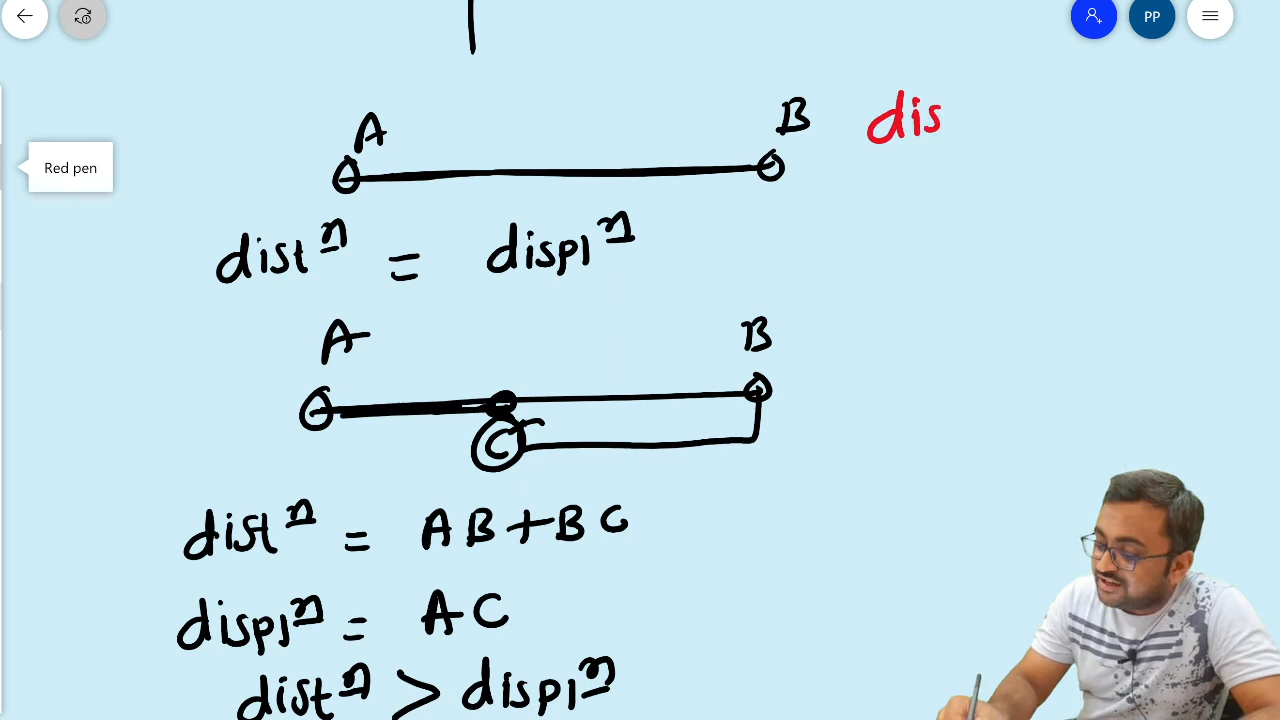 PP
Red pen
A B dis
distⁿ = displⁿ
A B
C
distⁿ = AB+BC
displⁿ = AC
distⁿ > displⁿ